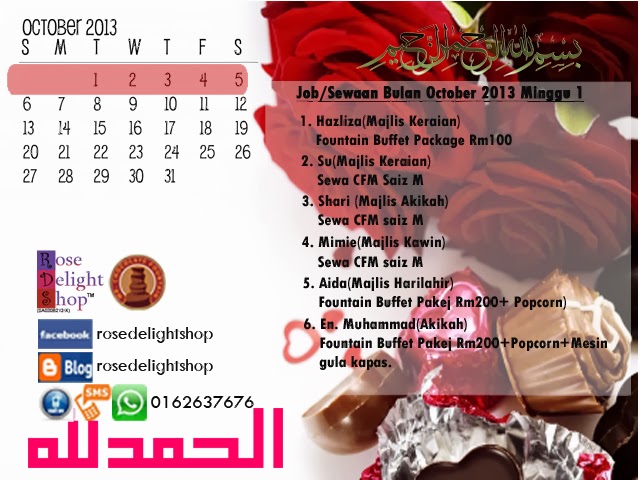 OCTOBER 2013
S M T W T F S
1 2 3 4 5
6 7 8 9 10 11 12
13 14 15 16 17 18 19
20 21 22 23 24 25 26
27 28 29 30 31
بسم الله الرحمن الرحيم
Job/Sewaan Bulan October 2013 Minggu 1
1. Hazliza(Majlis Keraian)
Fountain Buffet Package Rm100
2. Su(Majlis Keraian)
Sewa CFM Saiz M
3. Shari (Majlis Akikah)
Sewa CFM saiz M
4. Mimie(Majlis Kawin)
Sewa CFM saiz M
5. Aida(Majlis Harilahir)
Fountain Buffet Pakej Rm200+ Popcorn)
6. En. Muhammad(Akikah)
Fountain Buffet Pakej Rm200+Popcorn+Mesin
gula kapas.
Rose
Delight
Shop™
facebook rosedelightshop
Blog rosedelightshop
SMS
0162637676
الحمدلله